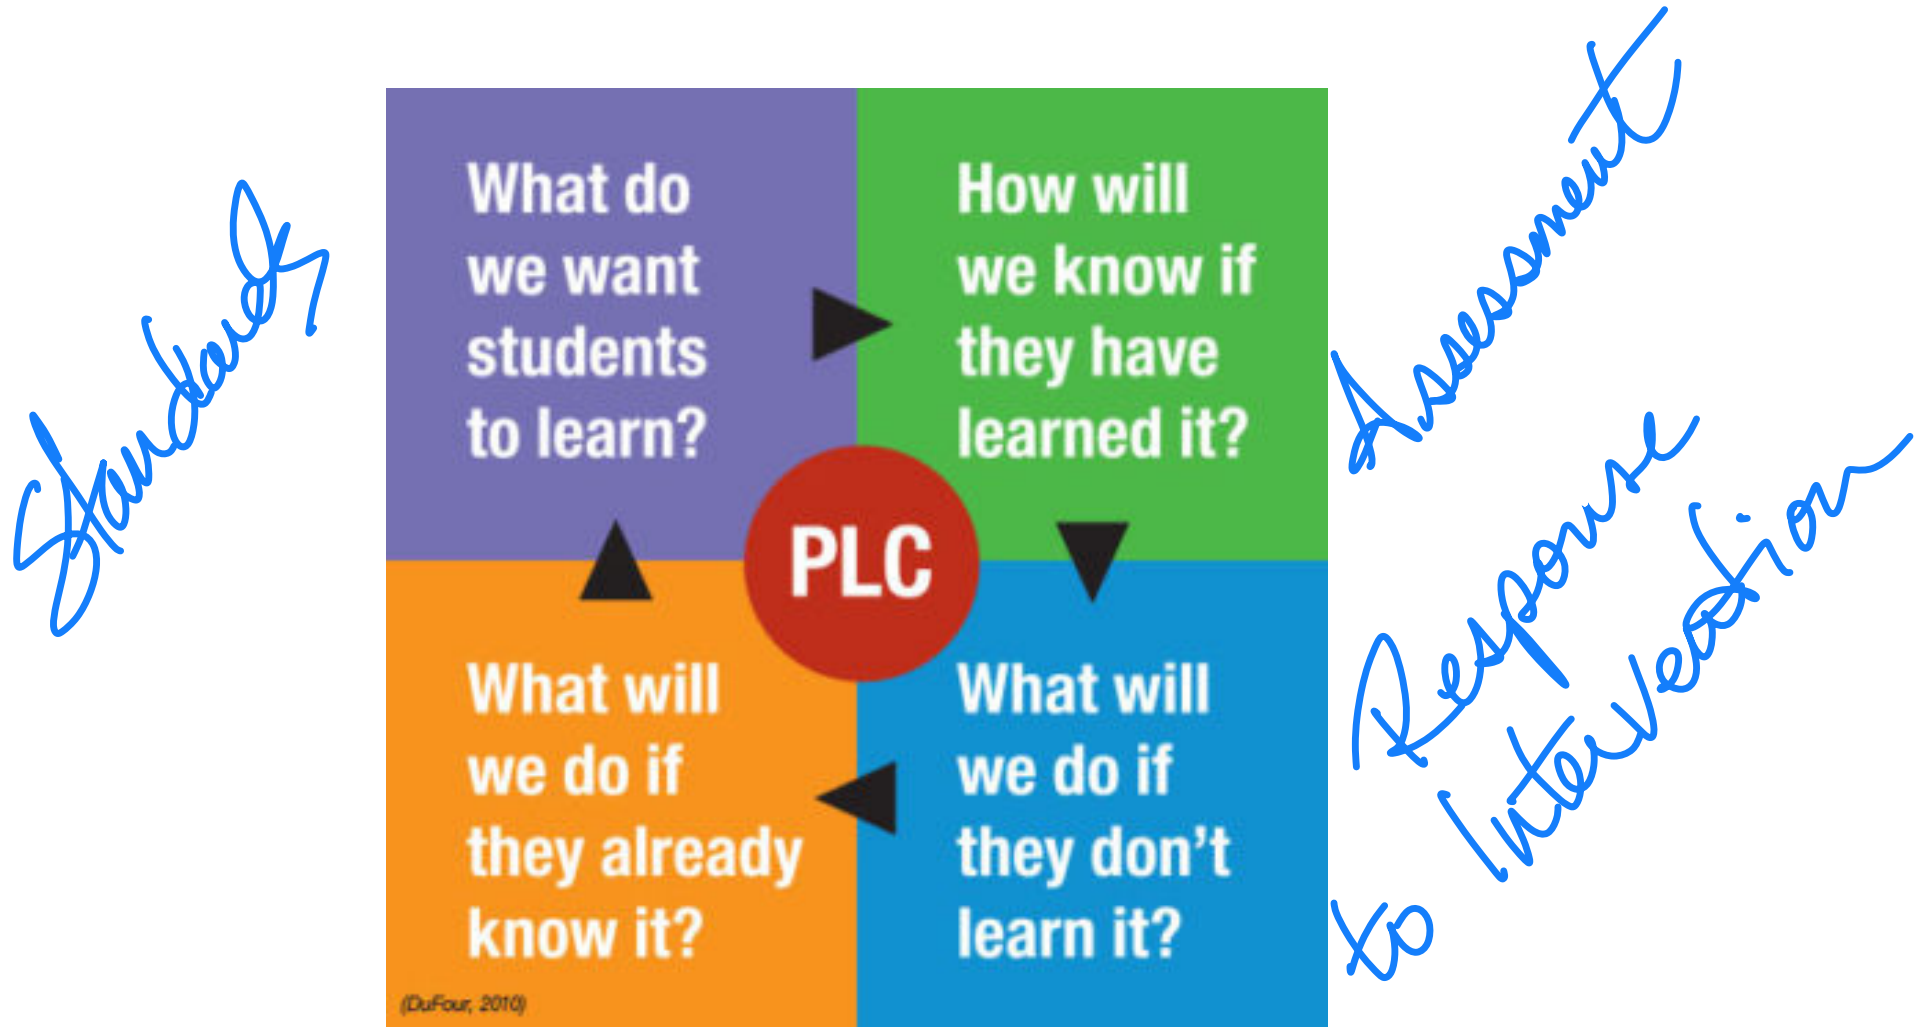 Standards
What do
we want
students
to learn?
How will
we know if
they have
learned it?
Assessment
PLC
What will
we do if
they already
know it?
(DuFour, 2010)
What will
we do if
they don't
learn it?
Response
to Intervention